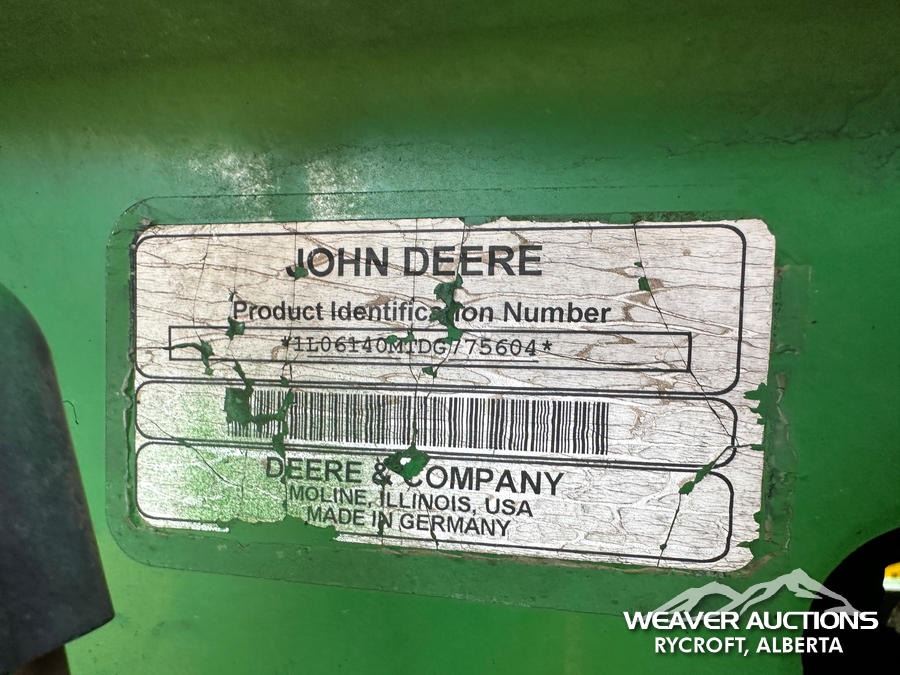 JOHN DEERE
Product Identification Number
*1L06140MTDG775604*
DEERE & COMPANY
MOLINE, ILLINOIS, USA
MADE IN GERMANY
WEAVER AUCTIONS
RYCROFT, ALBERTA